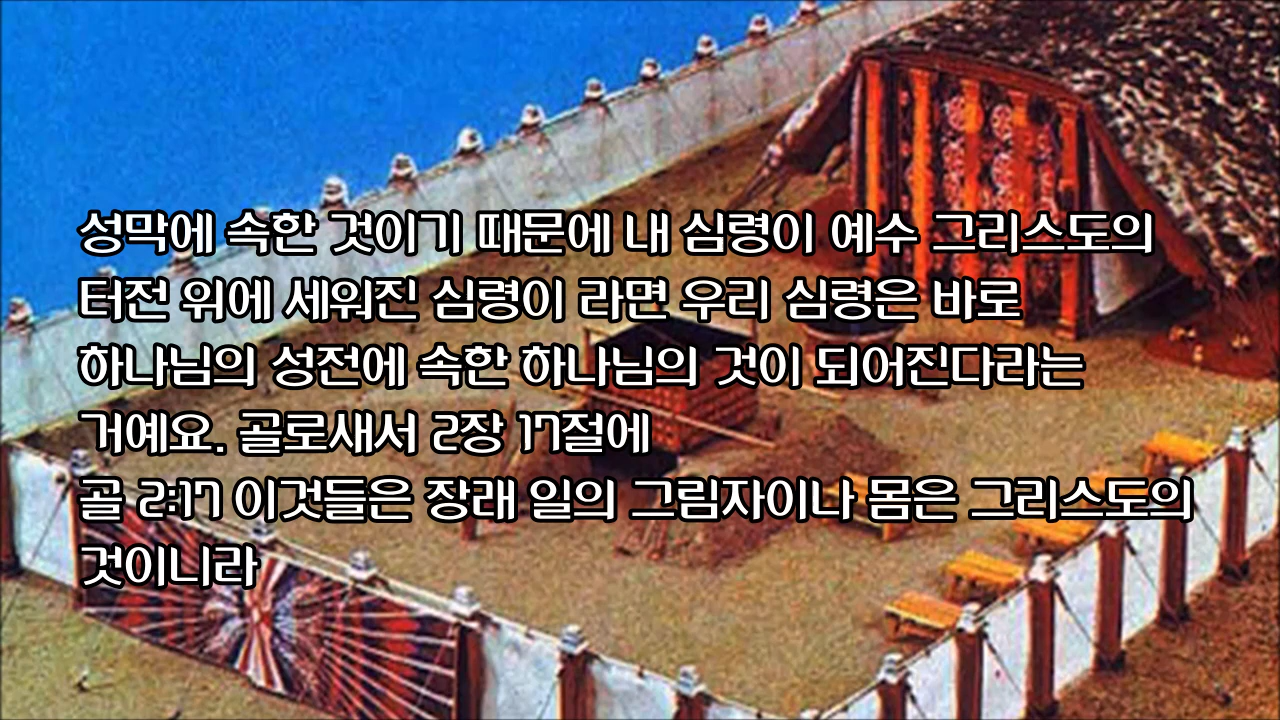 성막에 속한 것이기 때문에 내 심령이 예수 그리스도의
터전 위에 세워진 심령이 라면 우리 심령은 바로
하나님의 성전에 속한 하나님의 것이 되어진다라는
거예요. 골로새서 2장 17절에
골 2:17 이것들은 장래 일의 그림자이나 몸은 그리스도의
것이니라